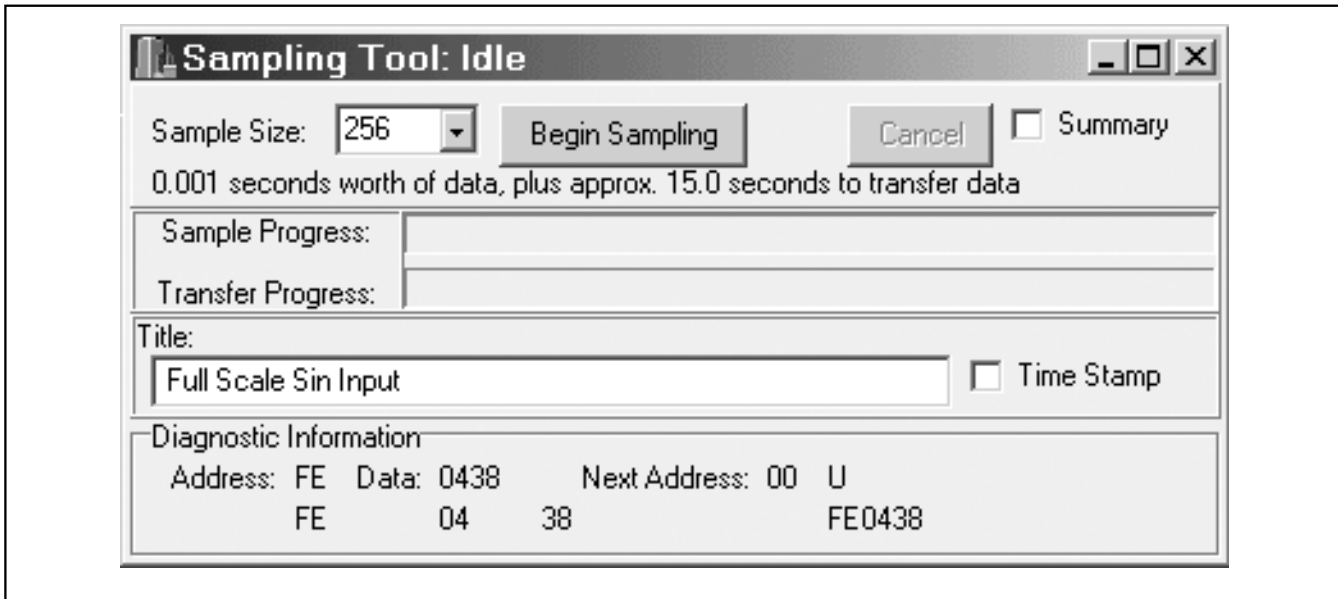 Sampling Tool: Idle
Sample Size: 256 Begin Sampling Cancel Summary
0.001 seconds worth of data, plus approx. 15.0 seconds to transfer data
Sample Progress:
Transfer Progress:
Title:
Full Scale Sin Input Time Stamp
Diagnostic Information
Address: FE Data: 0438 Next Address: 00 U
FE 04 38 FE0438